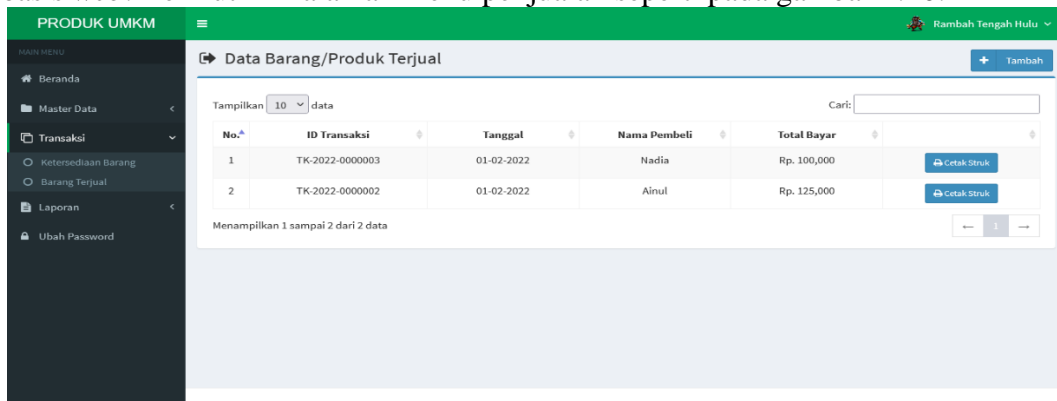 PRODUK UMKM
Rambah Tengah Hulu
MAIN MENU
Beranda
Master Data
Transaksi
Ketersediaan Barang
Barang Terjual
Laporan
Ubah Password
Data Barang/Produk Terjual
Tambah
Tampilkan 10 data
Cari:
No. ID Transaksi Tanggal Nama Pembeli Total Bayar
1 TK-2022-0000003 01-02-2022 Nadia Rp. 100,000 Cetak Struk
2 TK-2022-0000002 01-02-2022 Ainul Rp. 125,000 Cetak Struk
Menampilkan 1 sampai 2 dari 2 data
← 1 →